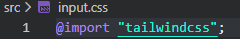 src > input.css
1 @import "tailwindcss";